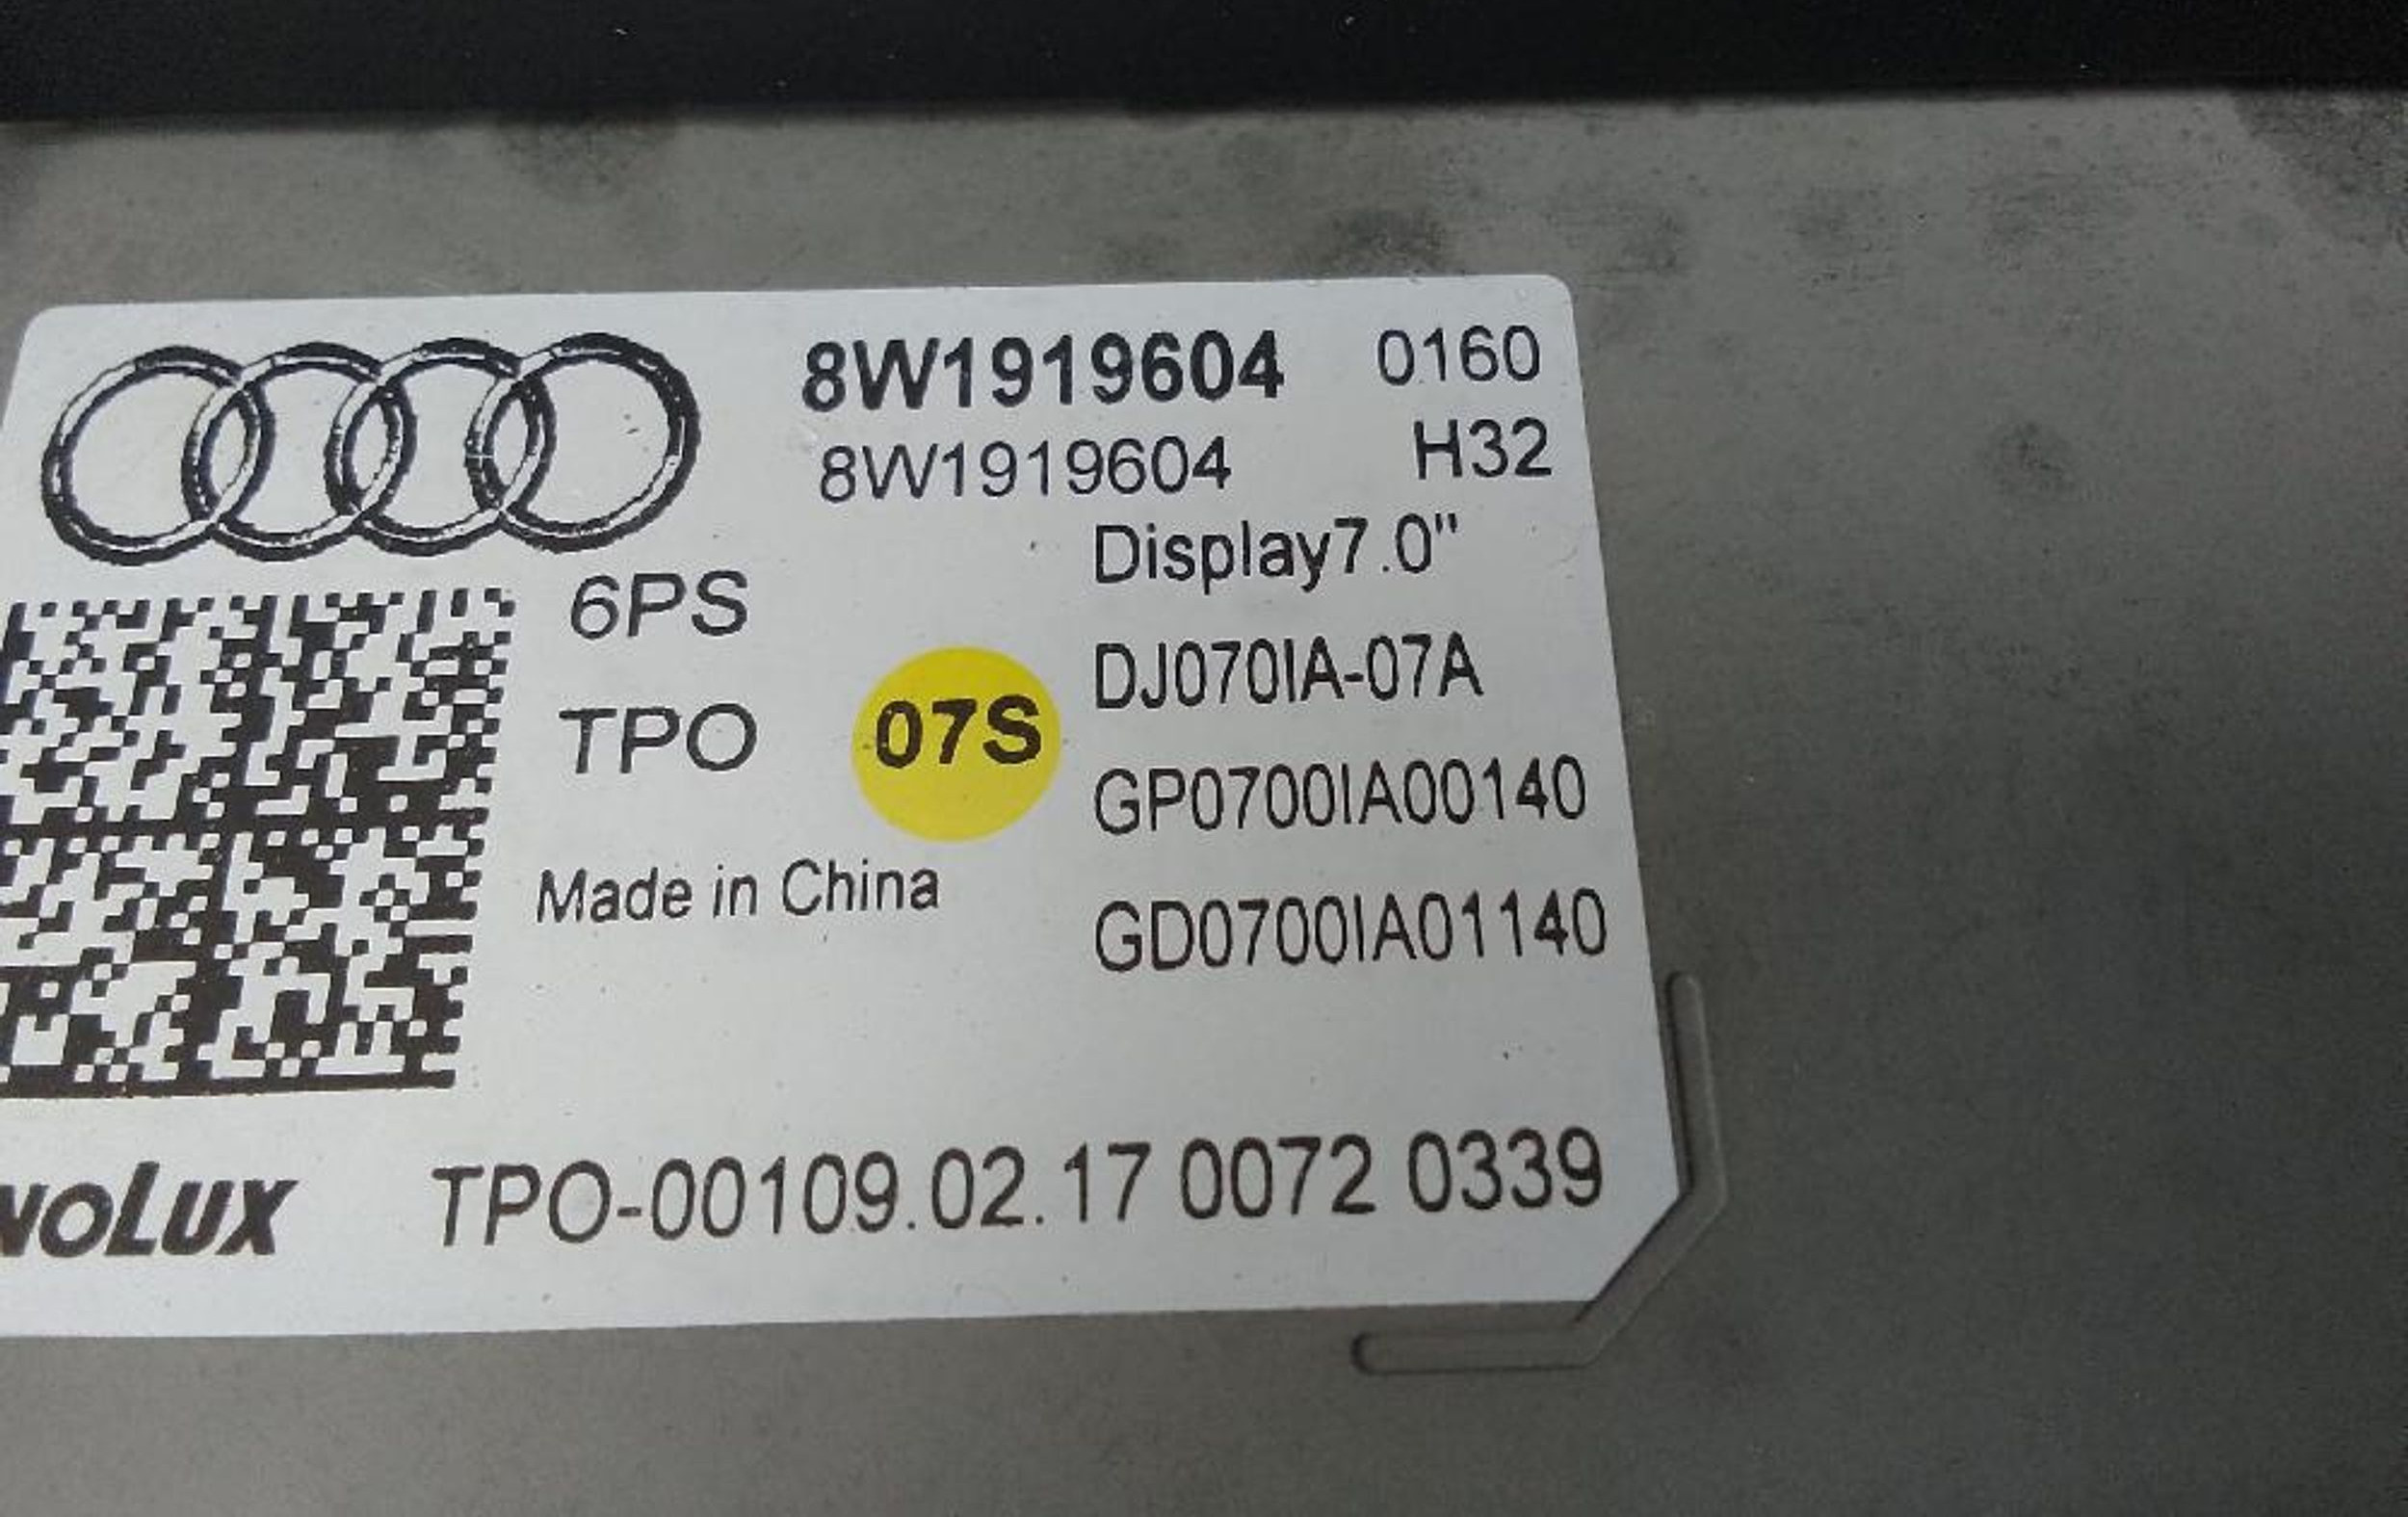 8W1919604 0160
8W1919604 H32
Display7.0"
6PS
DJ070IA-07A
TPO 07S
GP0700IA00140
Made in China
GD0700IA01140
NOLUX TPO-00109.02.17 0072 0339